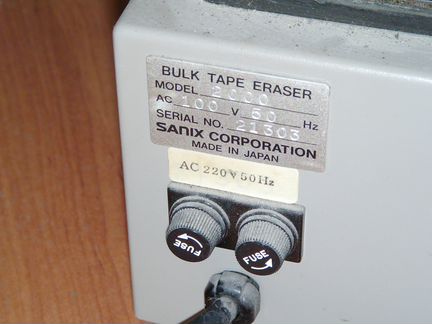 BULK TAPE ERASER
MODEL 2000
AC 100 V 50 Hz
SERIAL NO. 21303
SANIX CORPORATION
MADE IN JAPAN
AC 220V 50Hz
FUSE FUSE